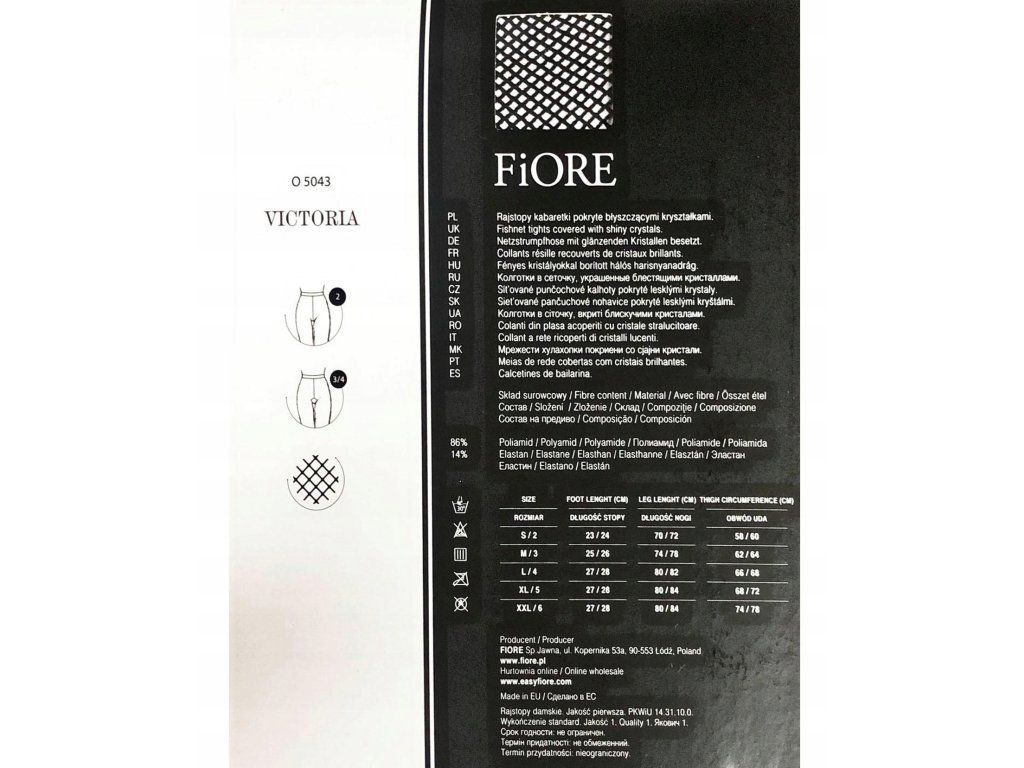 O 5043
VICTORIA
2
3/4
FiORE
PL Rajstopy kabaretki pokryte błyszczącymi kryształkami.
UK Fishnet tights covered with shiny crystals.
DE Netzstrumpfhose mit glänzenden Kristallen besetzt.
FR Collants résille recouverts de cristaux brillants.
HU Fényes kristályokkal borított hálós harisnyanadrág.
RU Колготки в сеточку, украшенные блестящими кристаллами.
CZ Síťované punčochové kalhoty pokryté lesklými krystaly.
SK Sieťované pančuchové nohavice pokryté lesklými kryštálmi.
UA Колготки в сіточку, вкриті блискучими кристалами.
RO Colanti din plasa acoperiti cu cristale stralucitoare.
IT Collant a rete ricoperti di cristalli lucenti.
MK Мрежести хулахопки покриени со сјајни кристали.
PT Meias de rede cobertas com cristais brilhantes.
ES Calcetines de bailarina.
Skład surowcowy / Fibre content / Material / Avec fibre / Összet étel
Состав / Složení / Zloženie / Склад / Compoziţie / Composizione
Состав на предиво / Composição / Composición
86% Poliamid / Polyamid / Polyamide / Полиамид / Poliamide / Poliamida
14% Elastan / Elastane / Elasthan / Elasthanne / Elasztán / Эластан
Еластин / Elastano / Elastán
30°
SIZE FOOT LENGHT (CM) LEG LENGHT (CM) THIGH CIRCUMFERENCE (CM)
ROZMIAR DŁUGOŚĆ STOPY DŁUGOŚĆ NOGI OBWÓD UDA
S / 2 23 / 24 70 / 72 58 / 60
M / 3 25 / 26 74 / 78 62 / 64
L / 4 27 / 28 80 / 82 66 / 68
XL / 5 27 / 28 80 / 84 68 / 72
XXL / 6 27 / 28 80 / 84 74 / 78
Producent / Producer
FIORE Sp.Jawna, ul. Kopernika 53a, 90-553 Łódź, Poland
www.fiore.pl
Hurtownia online / Online wholesale
www.easyfiore.com
Made in EU / Сделано в ЕС
Rajstopy damskie. Jakość pierwsza. PKWiU 14.31.10.0.
Wykończenie standard. Jakość 1. Quality 1. Якович 1.
Срок годности: не ограничен.
Термін придатності: не обмежений.
Termin przydatności: nieograniczony.